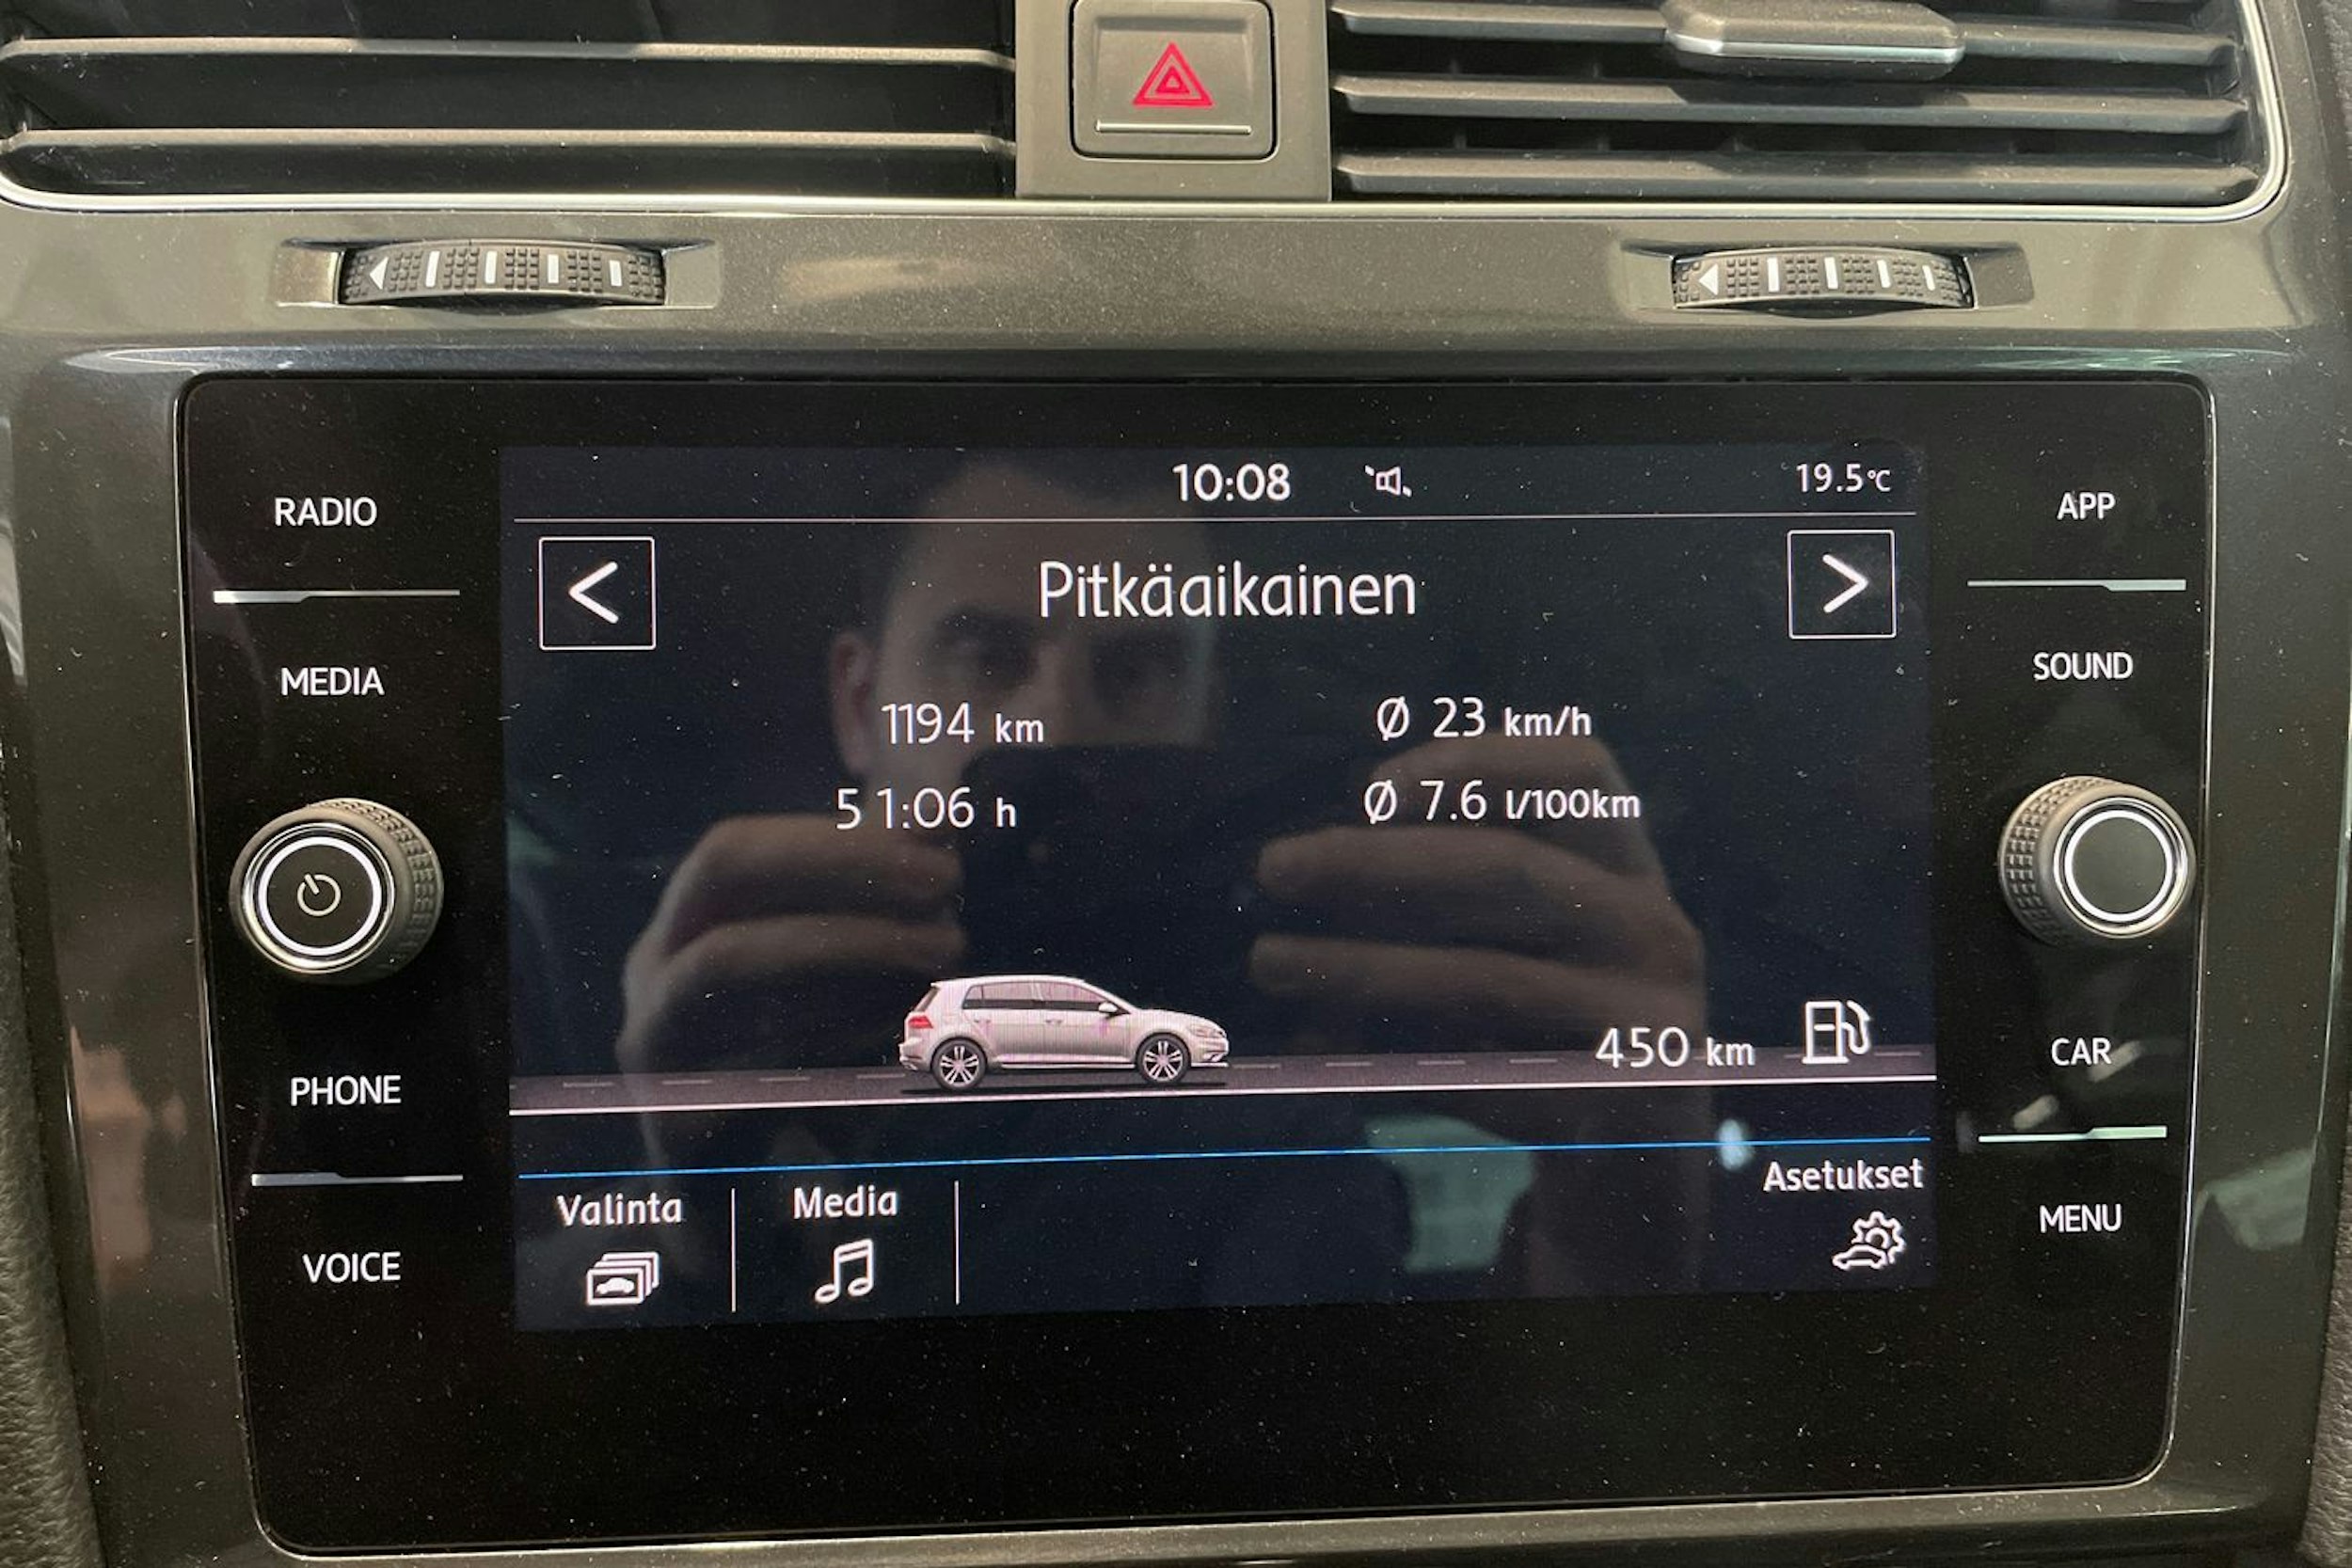 10:08
19.5°C
RADIO
APP
<
Pitkäaikainen
>
MEDIA
SOUND
1194 km
Ø 23 km/h
51:06 h
Ø 7.6 l/100km
450 km
PHONE
CAR
Valinta
Media
Asetukset
VOICE
MENU